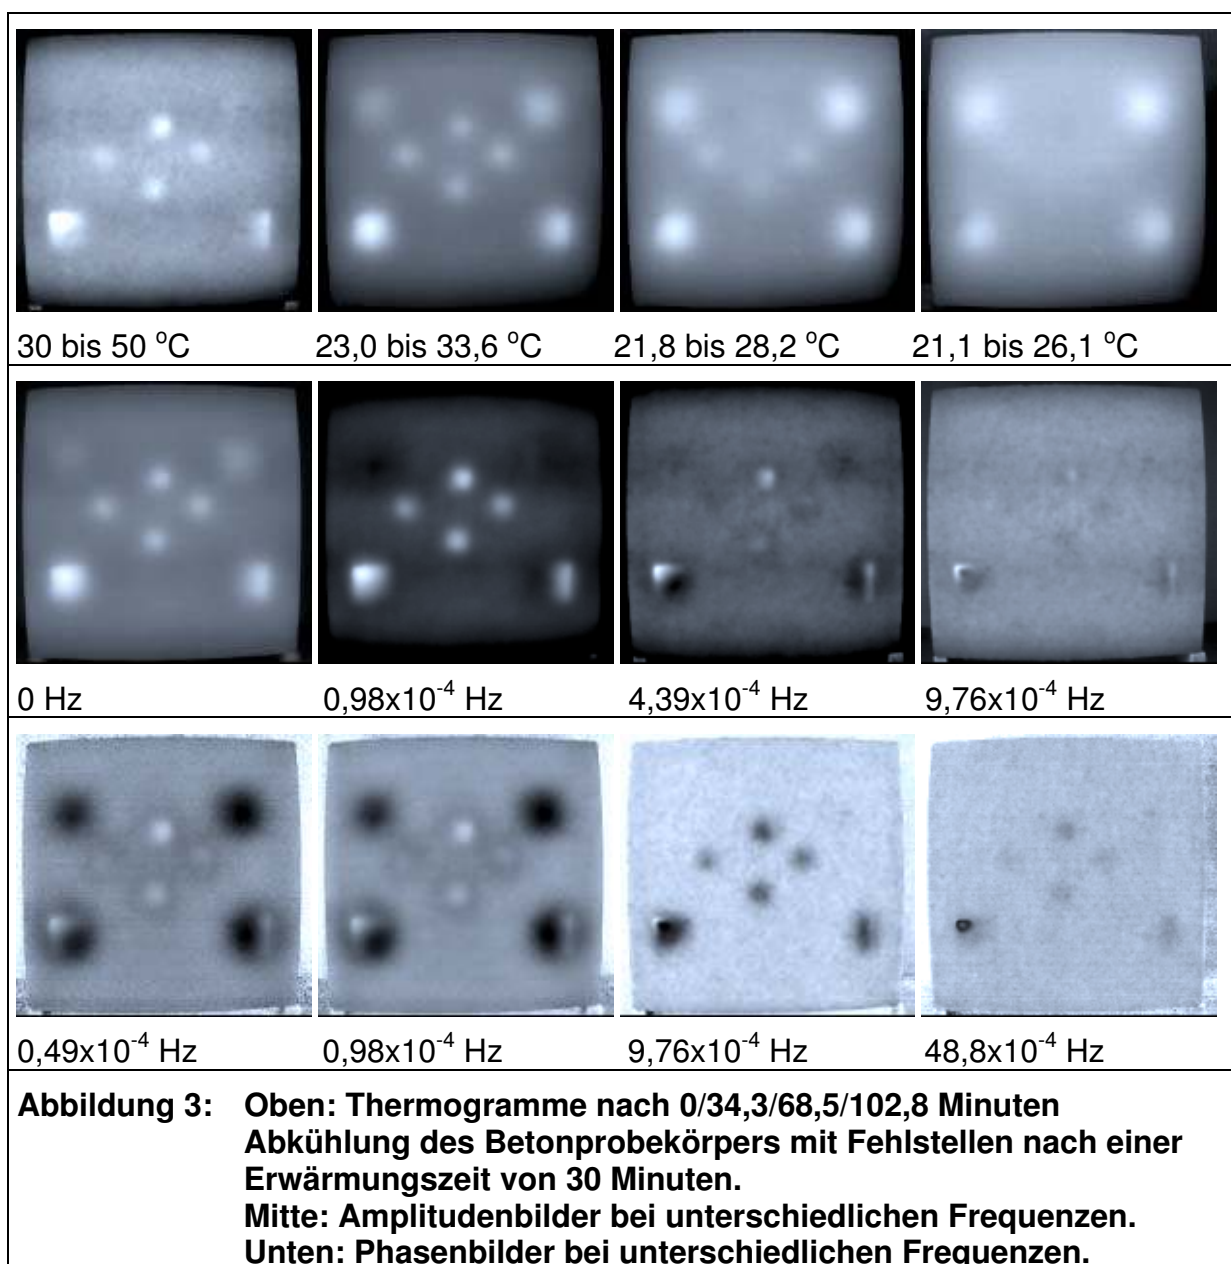 30 bis 50 °C 23,0 bis 33,6 °C 21,8 bis 28,2 °C 21,1 bis 26,1 °C
0 Hz 0,98x10⁻⁴ Hz 4,39x10⁻⁴ Hz 9,76x10⁻⁴ Hz
0,49x10⁻⁴ Hz 0,98x10⁻⁴ Hz 9,76x10⁻⁴ Hz 48,8x10⁻⁴ Hz
Abbildung 3: Oben: Thermogramme nach 0/34,3/68,5/102,8 Minuten
Abkühlung des Betonprobekörpers mit Fehlstellen nach einer
Erwärmungszeit von 30 Minuten.
Mitte: Amplitudenbilder bei unterschiedlichen Frequenzen.
Unten: Phasenbilder bei unterschiedlichen Frequenzen.